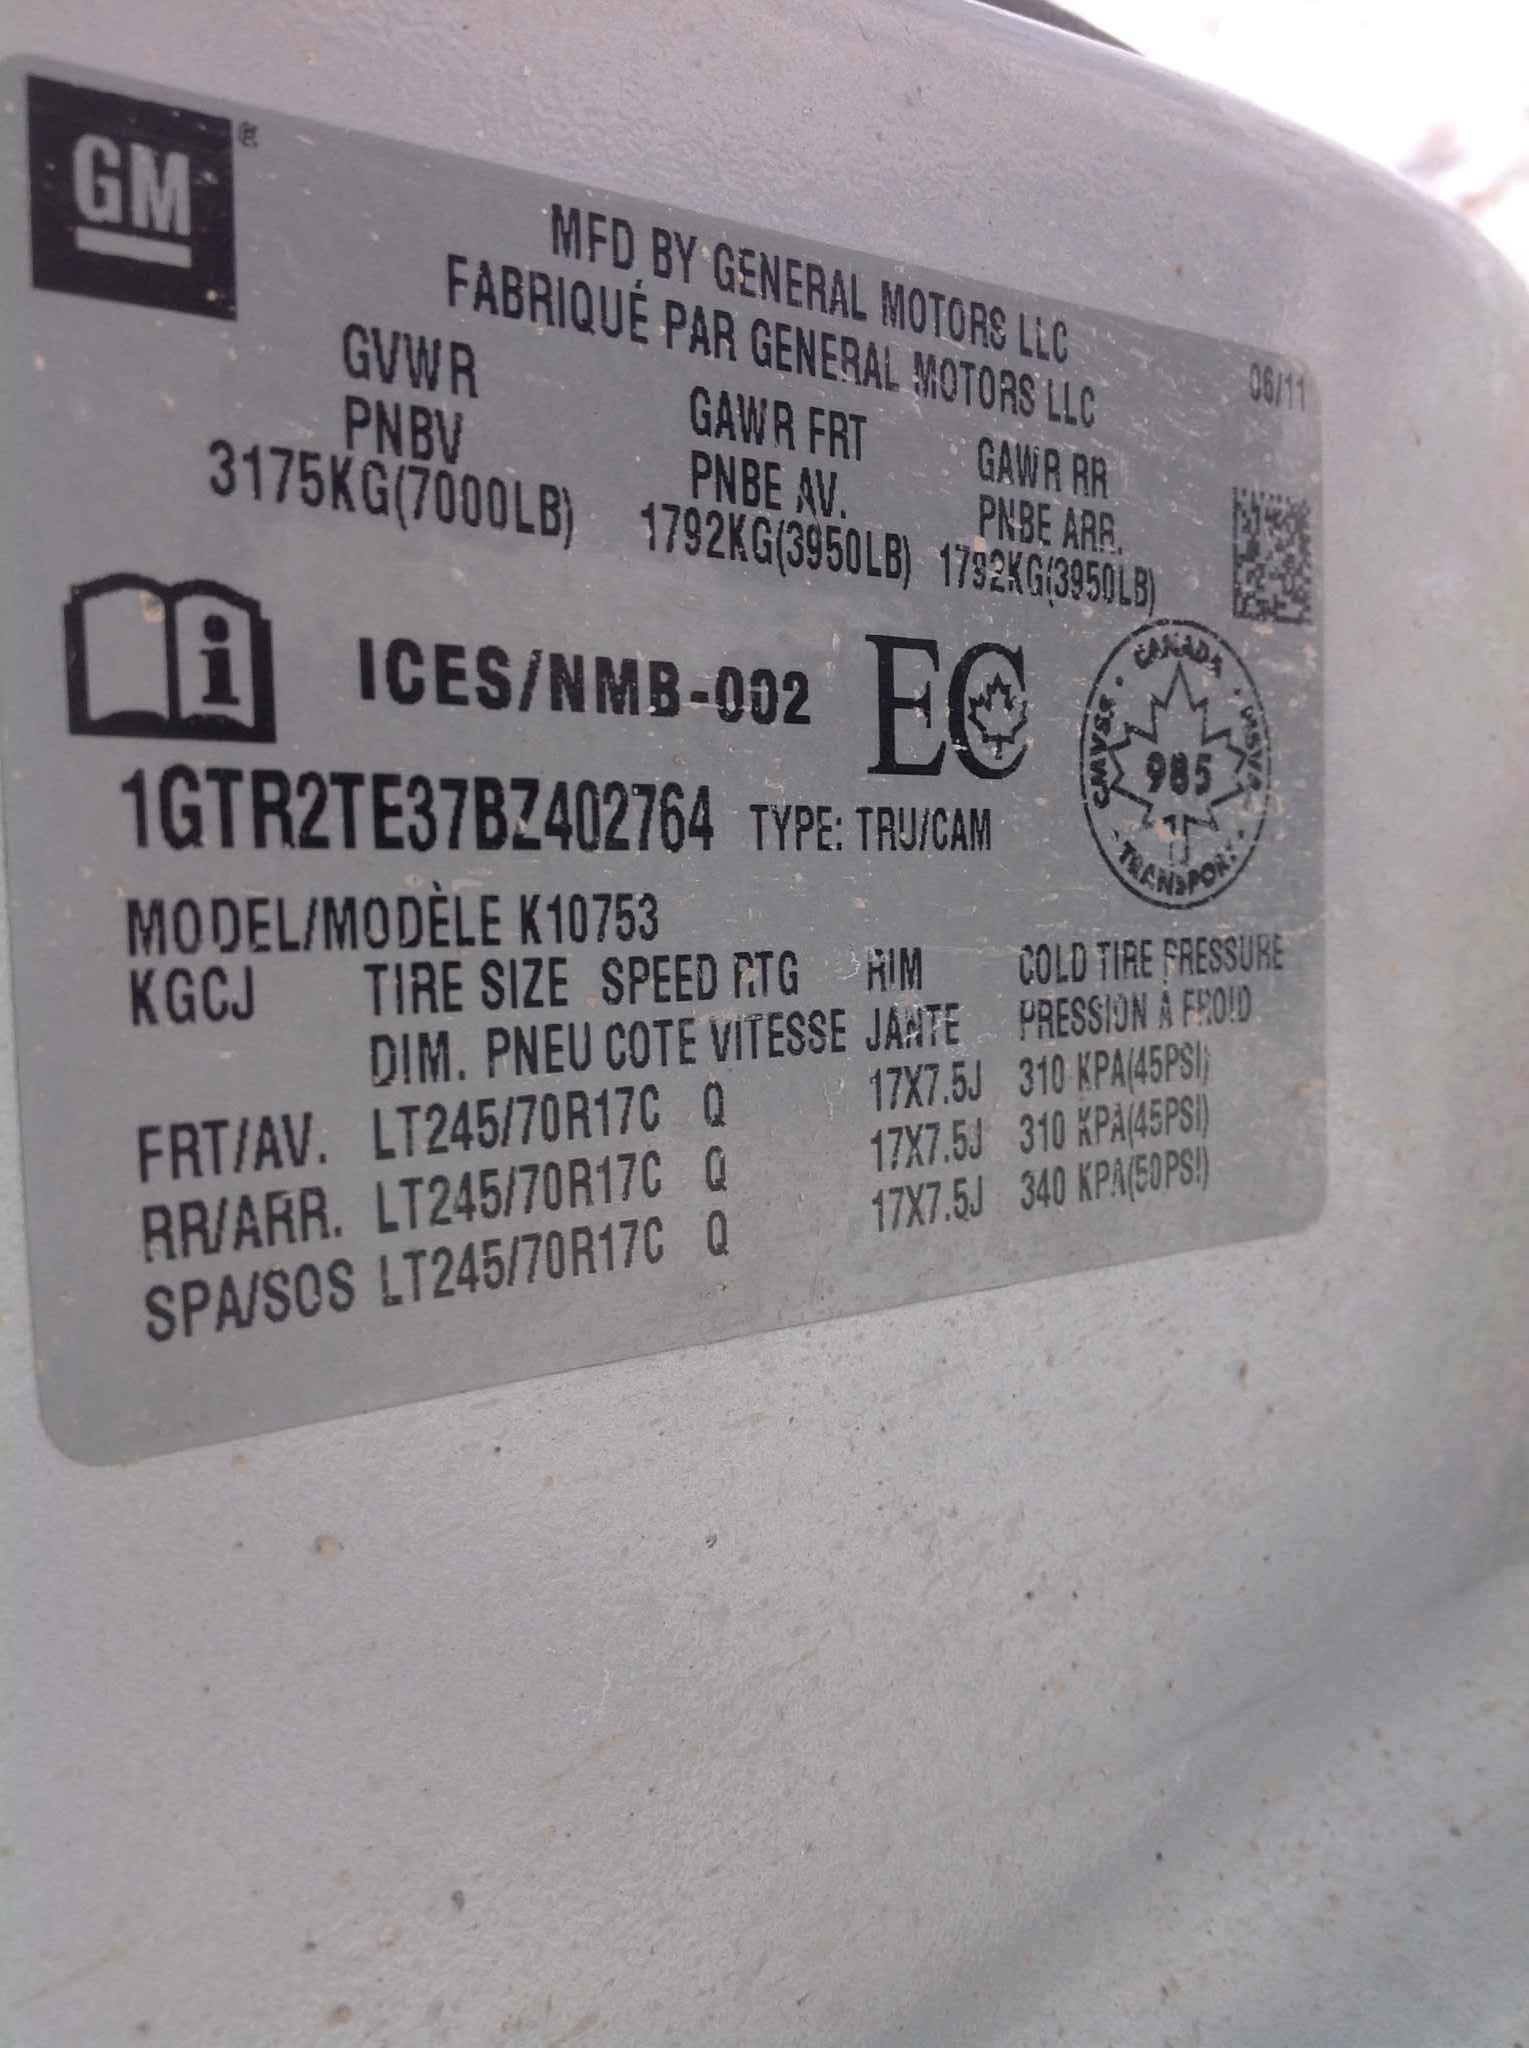 GM®
MFD BY GENERAL MOTORS LLC
FABRIQUÉ PAR GENERAL MOTORS LLC
06/11
GVWR GAWR FRT GAWR RR
PNBV PNBE AV. PNBE ARR.
3175KG(7000LB) 1792KG(3950LB) 1792KG(3950LB)
i ICES/NMB-002 EC
CANADA
CMVSS 985 NSVAC
TRANSPORT
1GTR2TE37BZ402764 TYPE: TRU/CAM
MODEL/MODÈLE K10753
KGCJ TIRE SIZE SPEED RTG RIM COLD TIRE PRESSURE
DIM. PNEU COTE VITESSE JANTE PRESSION À FROID
FRT/AV. LT245/70R17C Q 17X7.5J 310 KPA(45PSI)
RR/ARR. LT245/70R17C Q 17X7.5J 310 KPA(45PSI)
SPA/SOS LT245/70R17C Q 17X7.5J 340 KPA(50PSI)